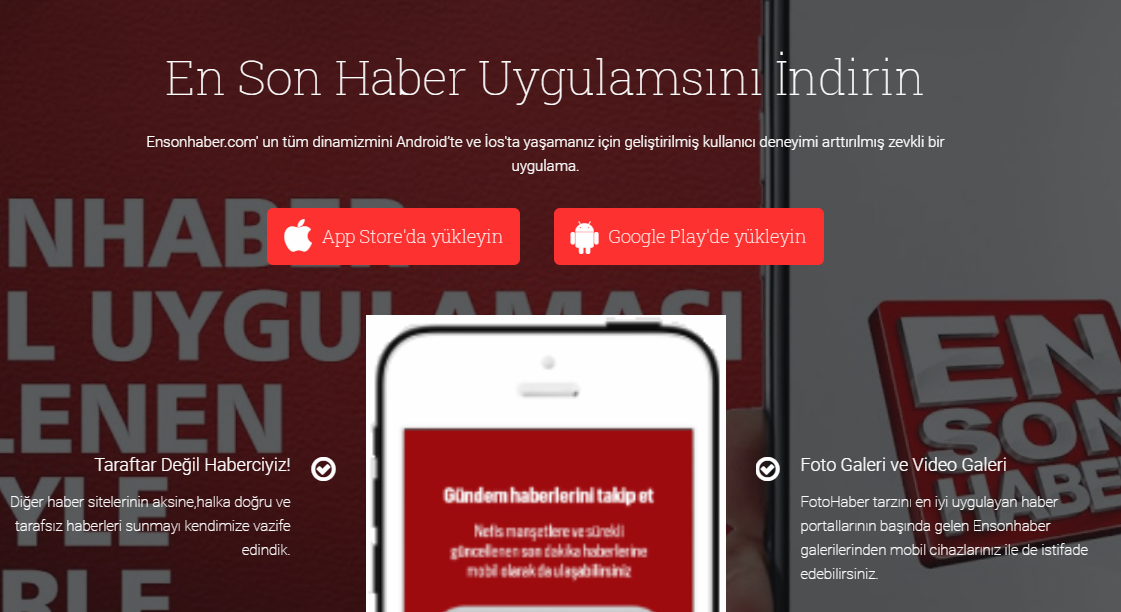 En Son Haber Uygulamsını İndirin
Ensonhaber.com' un tüm dinamizmini Android'te ve İos'ta yaşamanız için geliştirilmiş kullanıcı deneyimi arttırılmış zevkli bir
uygulama.
App Store'da yükleyin
Google Play'de yükleyin
NHABER
L UYGULAMASI
LENEN
YLE
RLE
EN
SON
HABE
Taraftar Değil Haberciyiz!
Diğer haber sitelerinin aksine,halka doğru ve
tarafsız haberleri sunmayı kendimize vazife
edindik.
Gündem haberlerini takip et
Netis manşetlere ve sürekli
güncellenen son dakika haberlerine
mobil olarak da ulaşabilirsiniz
Foto Galeri ve Video Galeri
FotoHaber tarzını en iyi uygulayan haber
portallarının başında gelen Ensonhaber
galerilerinden mobil cihazlarınız ile de istifade
edebilirsiniz.